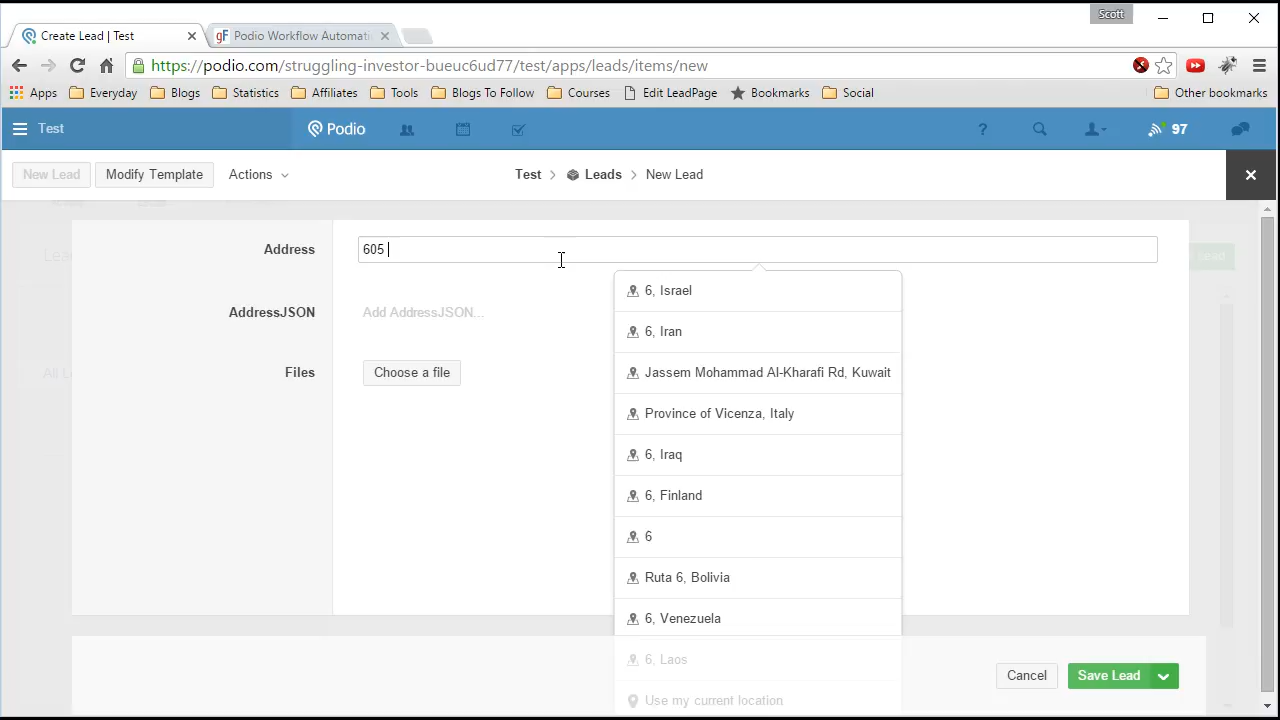 Scott
Create Lead | Test
gf Podio Workflow Automati
https://podio.com/struggling-investor-bueuc6ud77/test/apps/leads/items/new
Apps Everyday Blogs Statistics Affiliates Tools Blogs To Follow Courses Edit LeadPage Bookmarks Social Other bookmarks
Test Podio ? 97
New Lead Modify Template Actions Test > Leads > New Lead
Address 605
AddressJSON Add AddressJSON...
Files Choose a file
6, Israel
6, Iran
Jassem Mohammad Al-Kharafi Rd, Kuwait
Province of Vicenza, Italy
6, Iraq
6, Finland
6
Ruta 6, Bolivia
6, Venezuela
6, Laos
Use my current location
Cancel Save Lead